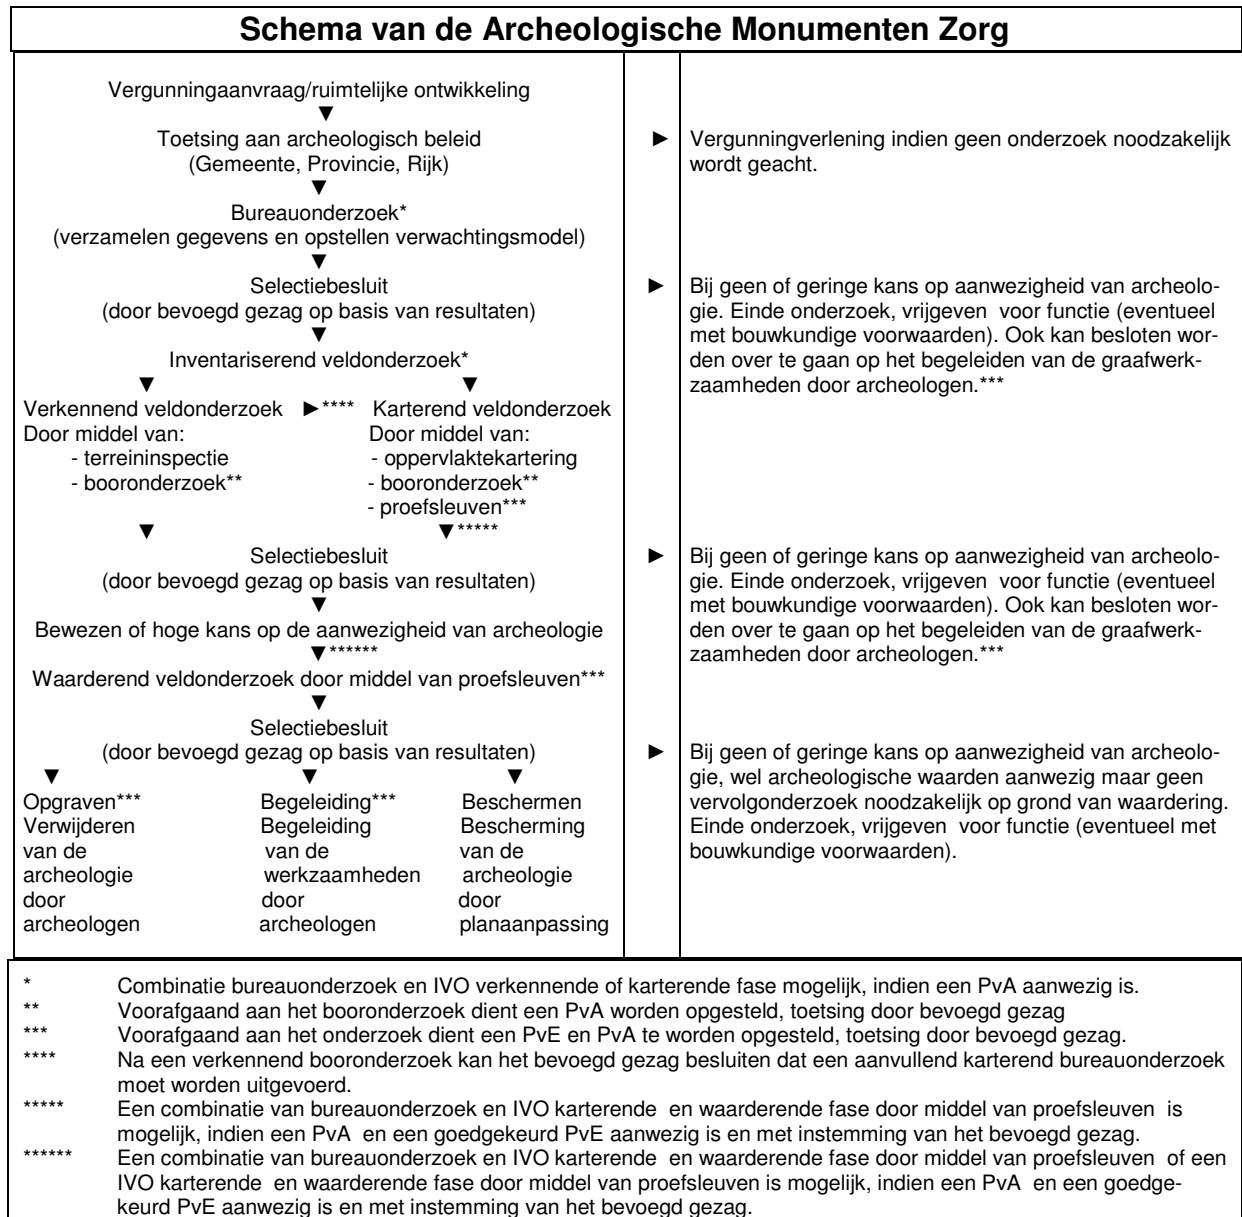 Schema van de Archeologische Monumenten Zorg
Vergunningaanvraag/ruimtelijke ontwikkeling
▼
Toetsing aan archeologisch beleid
(Gemeente, Provincie, Rijk)
► Vergunningverlening indien geen onderzoek noodzakelijk
wordt geacht.
▼
Bureauonderzoek*
(verzamelen gegevens en opstellen verwachtingsmodel)
▼
Selectiebesluit
(door bevoegd gezag op basis van resultaten)
► Bij geen of geringe kans op aanwezigheid van archeolo-
gie. Einde onderzoek, vrijgeven voor functie (eventueel
met bouwkundige voorwaarden). Ook kan besloten wor-
den over te gaan op het begeleiden van de graafwerk-
zaamheden door archeologen.***
▼
Inventariserend veldonderzoek*
▼ ▼
Verkennend veldonderzoek ►**** Karterend veldonderzoek
Door middel van: Door middel van:
- terreininspectie - oppervlaktekartering
- booronderzoek** - booronderzoek**
- proefsleuven***
▼ ▼*****
Selectiebesluit
(door bevoegd gezag op basis van resultaten)
► Bij geen of geringe kans op aanwezigheid van archeolo-
gie. Einde onderzoek, vrijgeven voor functie (eventueel
met bouwkundige voorwaarden). Ook kan besloten wor-
den over te gaan op het begeleiden van de graafwerk-
zaamheden door archeologen.***
▼
Bewezen of hoge kans op de aanwezigheid van archeologie
▼******
Waarderend veldonderzoek door middel van proefsleuven***
▼
Selectiebesluit
(door bevoegd gezag op basis van resultaten)
► Bij geen of geringe kans op aanwezigheid van archeolo-
gie, wel archeologische waarden aanwezig maar geen
vervolgonderzoek noodzakelijk op grond van waardering.
Einde onderzoek, vrijgeven voor functie (eventueel met
bouwkundige voorwaarden).
▼ ▼ ▼
Opgraven*** Begeleiding*** Beschermen
Verwijderen Begeleiding Bescherming
van de van de van de
archeologie werkzaamheden archeologie
door door door
archeologen archeologen planaanpassing
* Combinatie bureauonderzoek en IVO verkennende of karterende fase mogelijk, indien een PvA aanwezig is.
** Voorafgaand aan het booronderzoek dient een PvA worden opgesteld, toetsing door bevoegd gezag
*** Voorafgaand aan het onderzoek dient een PvE en PvA te worden opgesteld, toetsing door bevoegd gezag.
**** Na een verkennend booronderzoek kan het bevoegd gezag besluiten dat een aanvullend karterend bureauonderzoek
moet worden uitgevoerd.
***** Een combinatie van bureauonderzoek en IVO karterende en waarderende fase door middel van proefsleuven is
mogelijk, indien een PvA en een goedgekeurd PvE aanwezig is en met instemming van het bevoegd gezag.
****** Een combinatie van bureauonderzoek en IVO karterende en waarderende fase door middel van proefsleuven of een
IVO karterende en waarderende fase door middel van proefsleuven is mogelijk, indien een PvA en een goedge-
keurd PvE aanwezig is en met instemming van het bevoegd gezag.